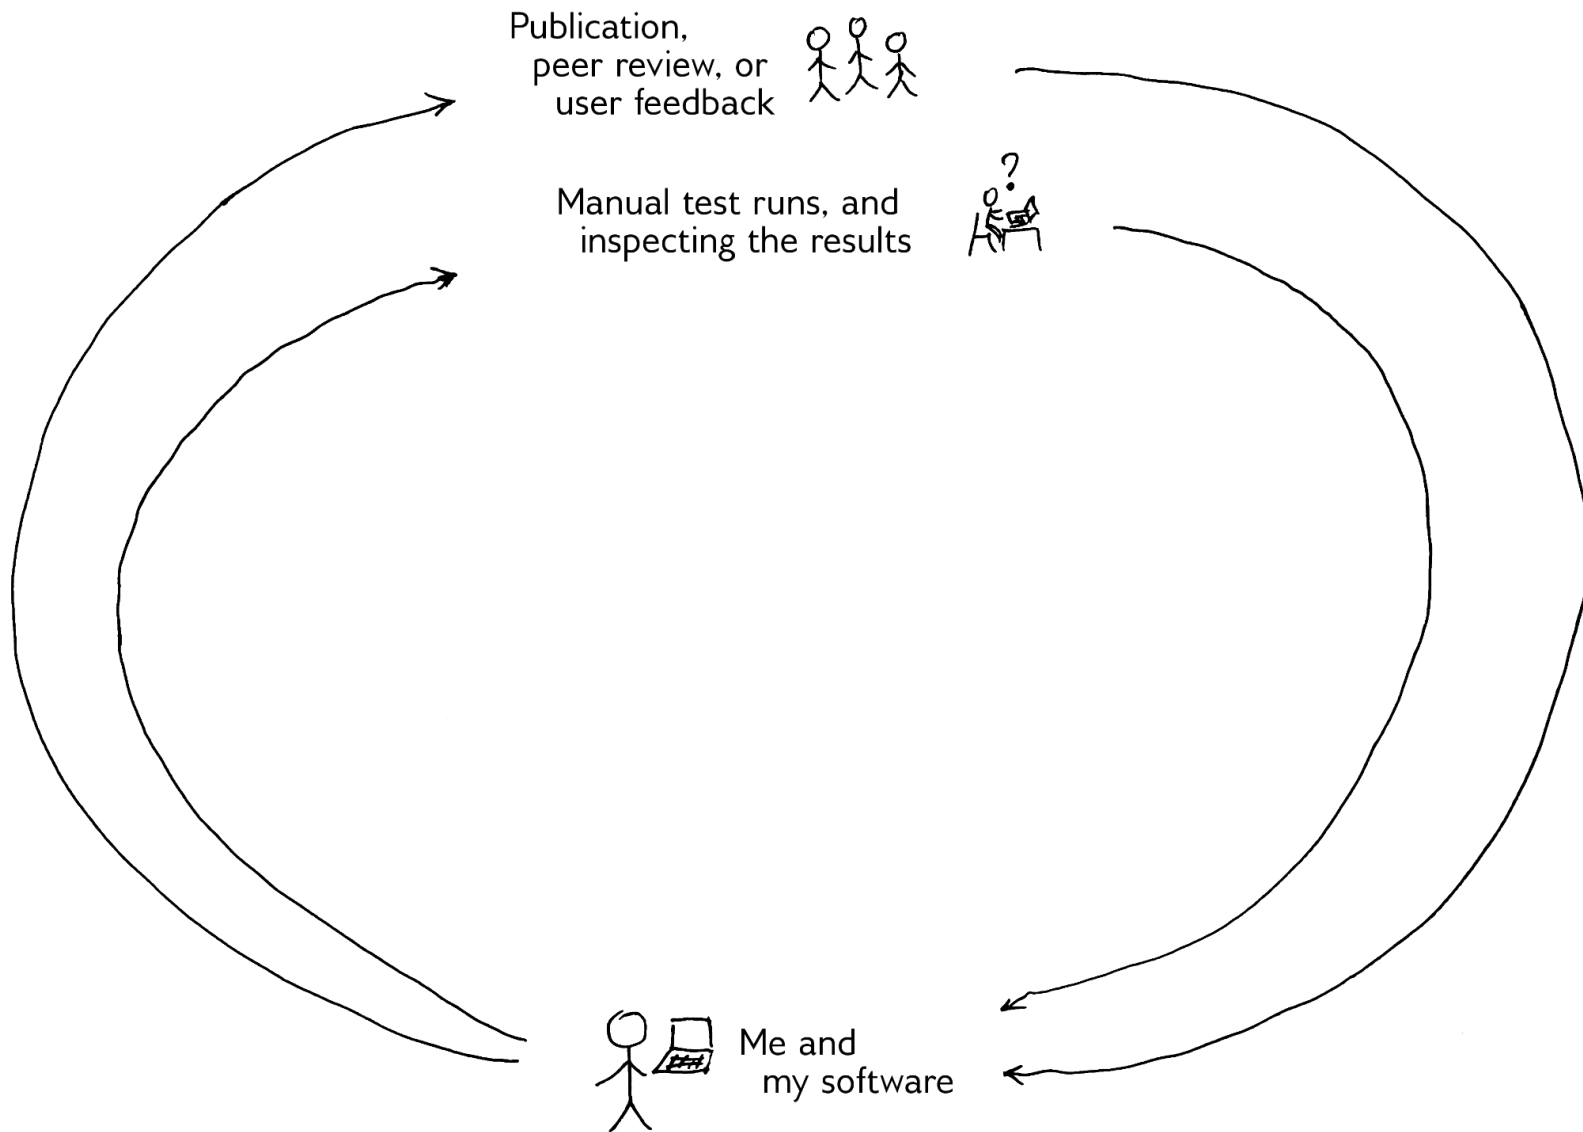 Publication,
peer review, or
user feedback
?
Manual test runs, and
inspecting the results
Me and
my software